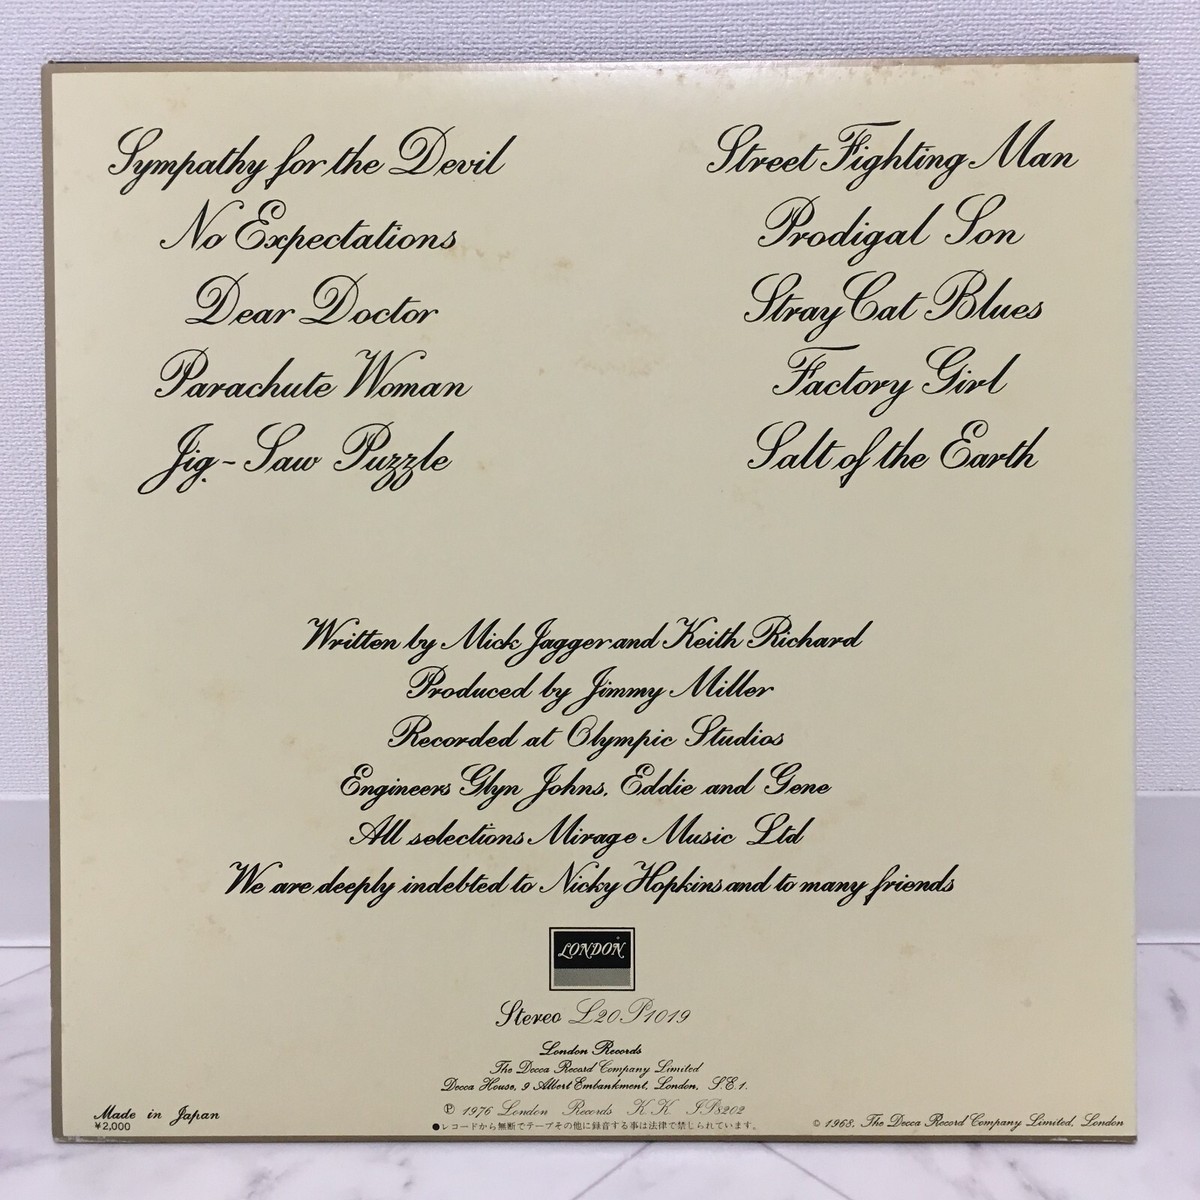 Sympathy for the Devil
No Expectations
Dear Doctor
Parachute Woman
Jig-Saw Puzzle
Street Fighting Man
Prodigal Son
Stray Cat Blues
Factory Girl
Salt of the Earth
Written by Mick Jagger and Keith Richard
Produced by Jimmy Miller
Recorded at Olympic Studios
Engineers Glyn Johns, Eddie and Gene
All selections Mirage Music Ltd
We are deeply indebted to Nicky Hopkins and to many friends
LONDON
Stereo L20P1019
London Records
The Decca Record Company Limited
Decca House, 9 Albert Embankment, London, S.E.1.
Ⓟ 1976 London Records K.K. JP8202
●レコードから無断でテープその他に録音する事は法律で禁じられています。
Made in Japan
¥2,000
© 1968, The Decca Record Company Limited, London